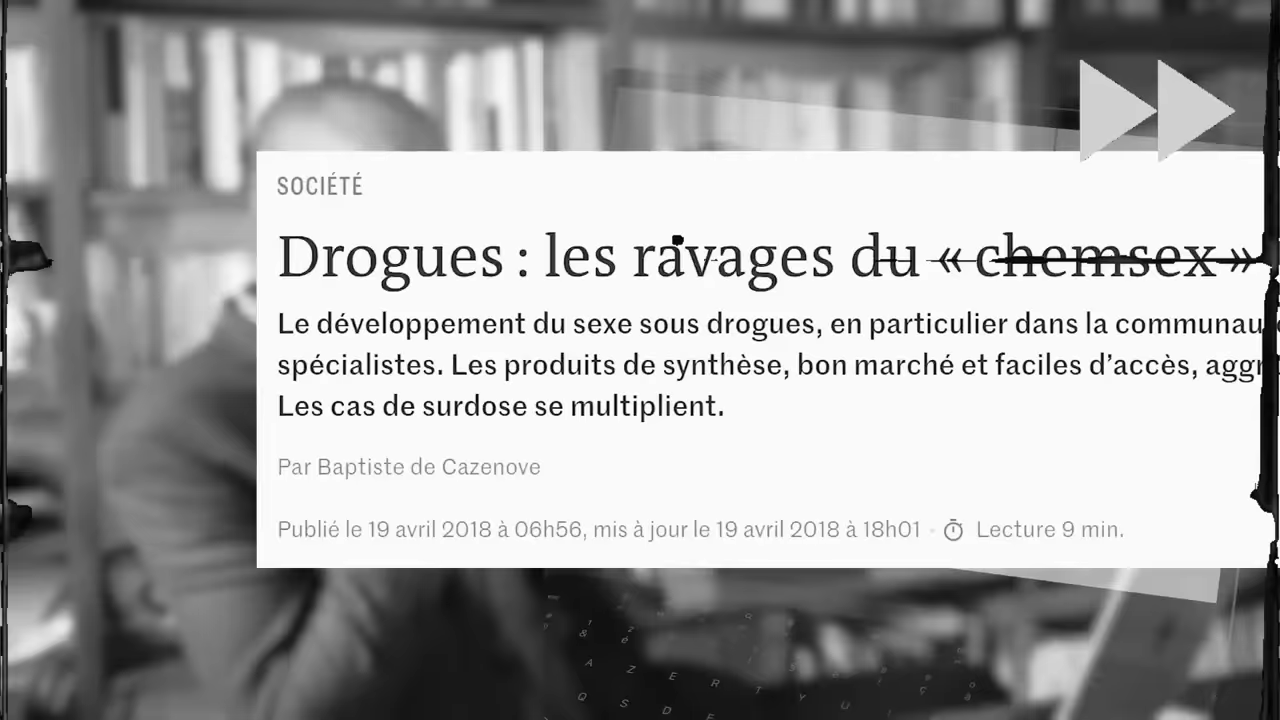 SOCIÉTÉ
Drogues : les ravages du « chemsex »
Le développement du sexe sous drogues, en particulier dans la
spécialistes. Les produits de synthèse, bon marché et faciles d’accès,
Les cas de surdose se multiplient.
Par Baptiste de Cazenove
Publié le 19 avril 2018 à 06h56, mis à jour le 19 avril 2018 à 18h01 • Lecture 9 min.
A Z E R T Y U
Q S D F